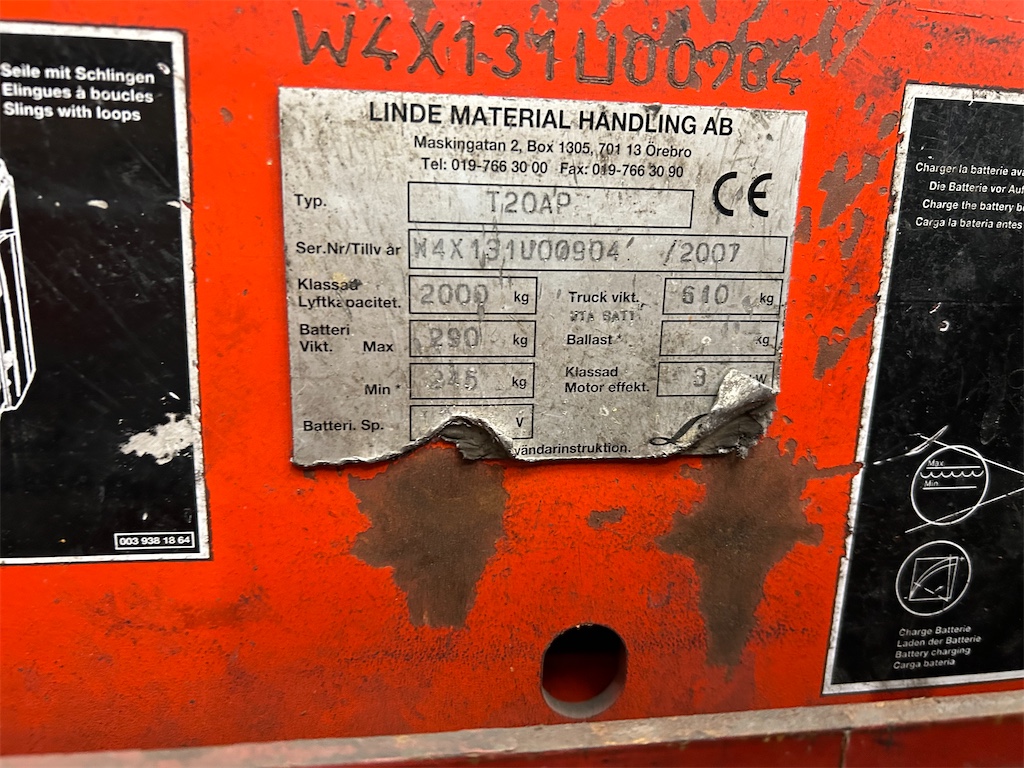 W4X131U00904
Seile mit Schlingen
Elingues à boucles
Slings with loops
003 938 18 64
LINDE MATERIAL HANDLING AB
Maskingatan 2, Box 1305, 701 13 Örebro
Tel: 019-766 30 00 Fax: 019-766 30 90
CE
Typ. T20AP
Ser.Nr/Tillv år W4X131U00904 /2007
Klassad
Lyftkapacitet. 2000 kg
Truck vikt. 610 kg
Batteri
Vikt. Max 290 kg
Ballast * kg
Min * 245 kg
Klassad
Motor effekt. 3 kW
Batteri. Sp. V
vändarinstruktion.
Charger la batterie
Die Batterie vor
Charge the battery
Carga la bateria antes
Max.
Min.
Charge Batterie
Laden der Batterie
Battery charging
Carga bateria